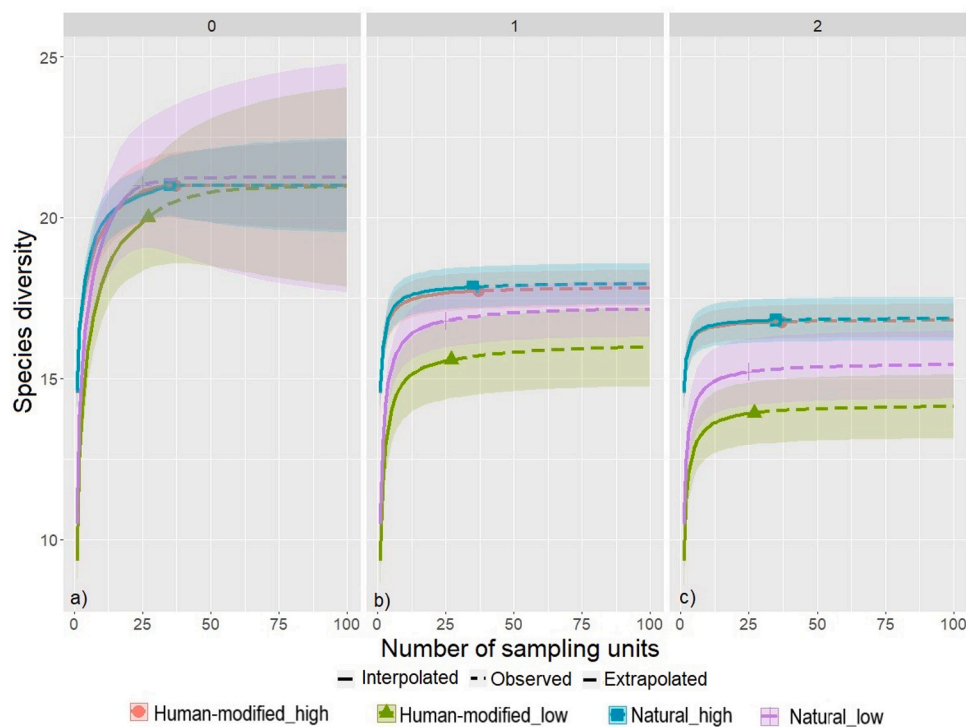 0 1 2
25
20
15
10
Species diversity
a) b) c)
0 25 50 75 100 0 25 50 75 100 0 25 50 75 100
Number of sampling units
Interpolated Observed Extrapolated
Human-modified_high Human-modified_low Natural_high Natural_low